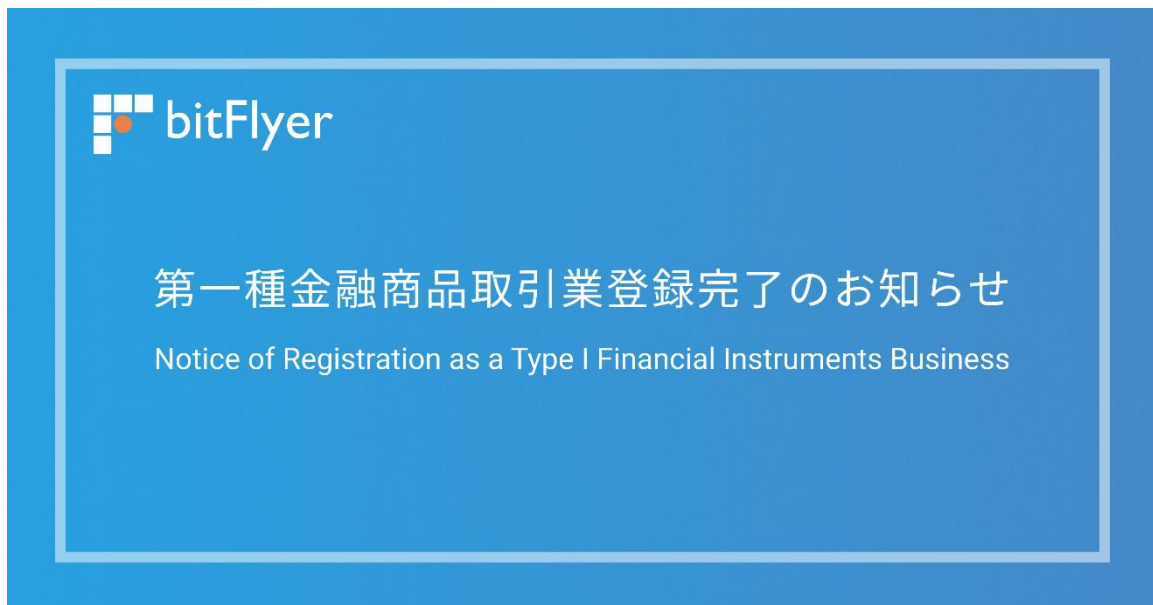 bitFlyer
第一種金融商品取引業登録完了のお知らせ
Notice of Registration as a Type I Financial Instruments Business